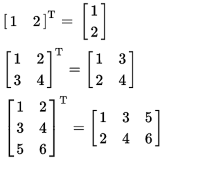 [ 1 2 ]^T = [ 1 ; 2 ]
[ 1 2 ; 3 4 ]^T = [ 1 3 ; 2 4 ]
[ 1 2 ; 3 4 ; 5 6 ]^T = [ 1 3 5 ; 2 4 6 ]